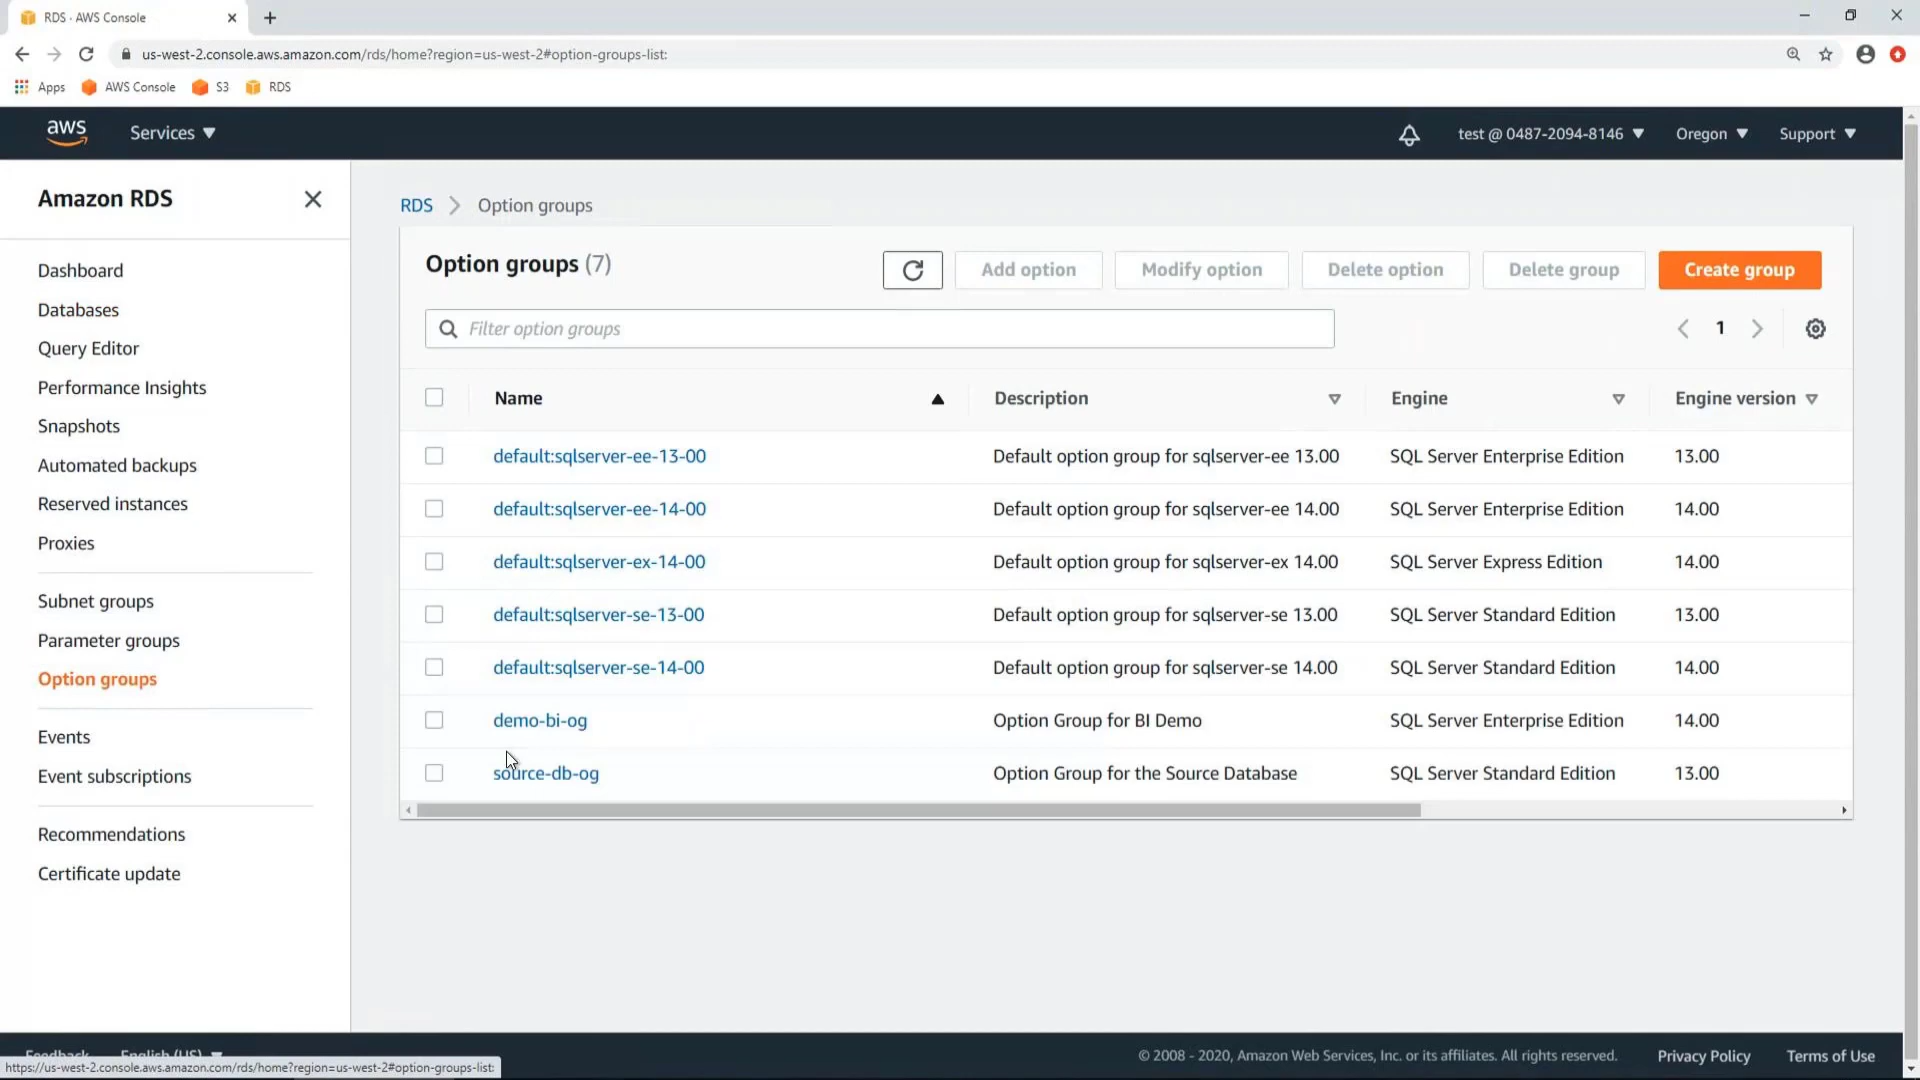 RDS · AWS Console
us-west-2.console.aws.amazon.com/rds/home?region=us-west-2#option-groups-list:
Apps AWS Console S3 RDS
aws Services test @ 0487-2094-8146 Oregon Support
Amazon RDS
Dashboard
Databases
Query Editor
Performance Insights
Snapshots
Automated backups
Reserved instances
Proxies
Subnet groups
Parameter groups
Option groups
Events
Event subscriptions
Recommendations
Certificate update
RDS > Option groups
Option groups (7) Add option Modify option Delete option Delete group Create group
Filter option groups 1
Name Description Engine Engine version
default:sqlserver-ee-13-00 Default option group for sqlserver-ee 13.00 SQL Server Enterprise Edition 13.00
default:sqlserver-ee-14-00 Default option group for sqlserver-ee 14.00 SQL Server Enterprise Edition 14.00
default:sqlserver-ex-14-00 Default option group for sqlserver-ex 14.00 SQL Server Express Edition 14.00
default:sqlserver-se-13-00 Default option group for sqlserver-se 13.00 SQL Server Standard Edition 13.00
default:sqlserver-se-14-00 Default option group for sqlserver-se 14.00 SQL Server Standard Edition 14.00
demo-bi-og Option Group for BI Demo SQL Server Enterprise Edition 14.00
source-db-og Option Group for the Source Database SQL Server Standard Edition 13.00
Feedback English (US) © 2008 - 2020, Amazon Web Services, Inc. or its affiliates. All rights reserved. Privacy Policy Terms of Use
https://us-west-2.console.aws.amazon.com/rds/home?region=us-west-2#option-groups-list: